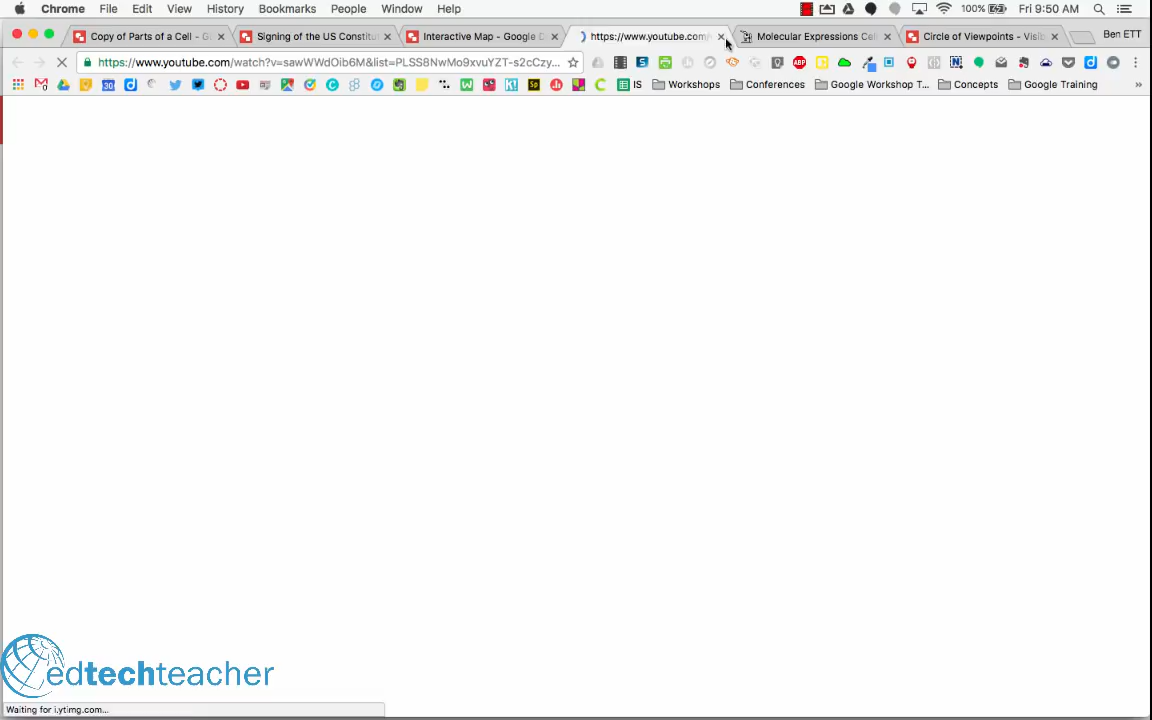 Chrome File Edit View History Bookmarks People Window Help 100% Fri 9:50 AM
Copy of Parts of a Cell - G Signing of the US Constitu Interactive Map - Google D https://www.youtube.com/ Molecular Expressions Cel Circle of Viewpoints - Visib Ben ETT
https://www.youtube.com/watch?v=sawWWdOib6M&list=PLSS8NwMo9xvuYZT-s2cCzy...
IS Workshops Conferences Google Workshop T... Concepts Google Training »
edtechteacher
Waiting for i.ytimg.com...